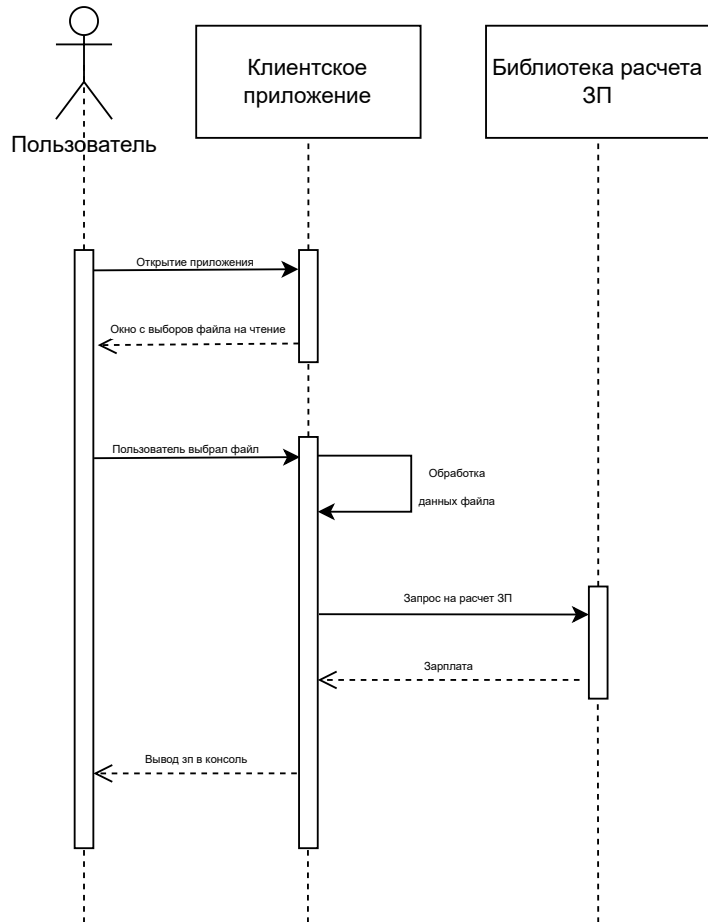 Пользователь
Клиентское
приложение
Библиотека расчета
ЗП
Открытие приложения
Окно с выборов файла на чтение
Пользователь выбрал файл
Обработка
данных файла
Запрос на расчет ЗП
Зарплата
Вывод зп в консоль